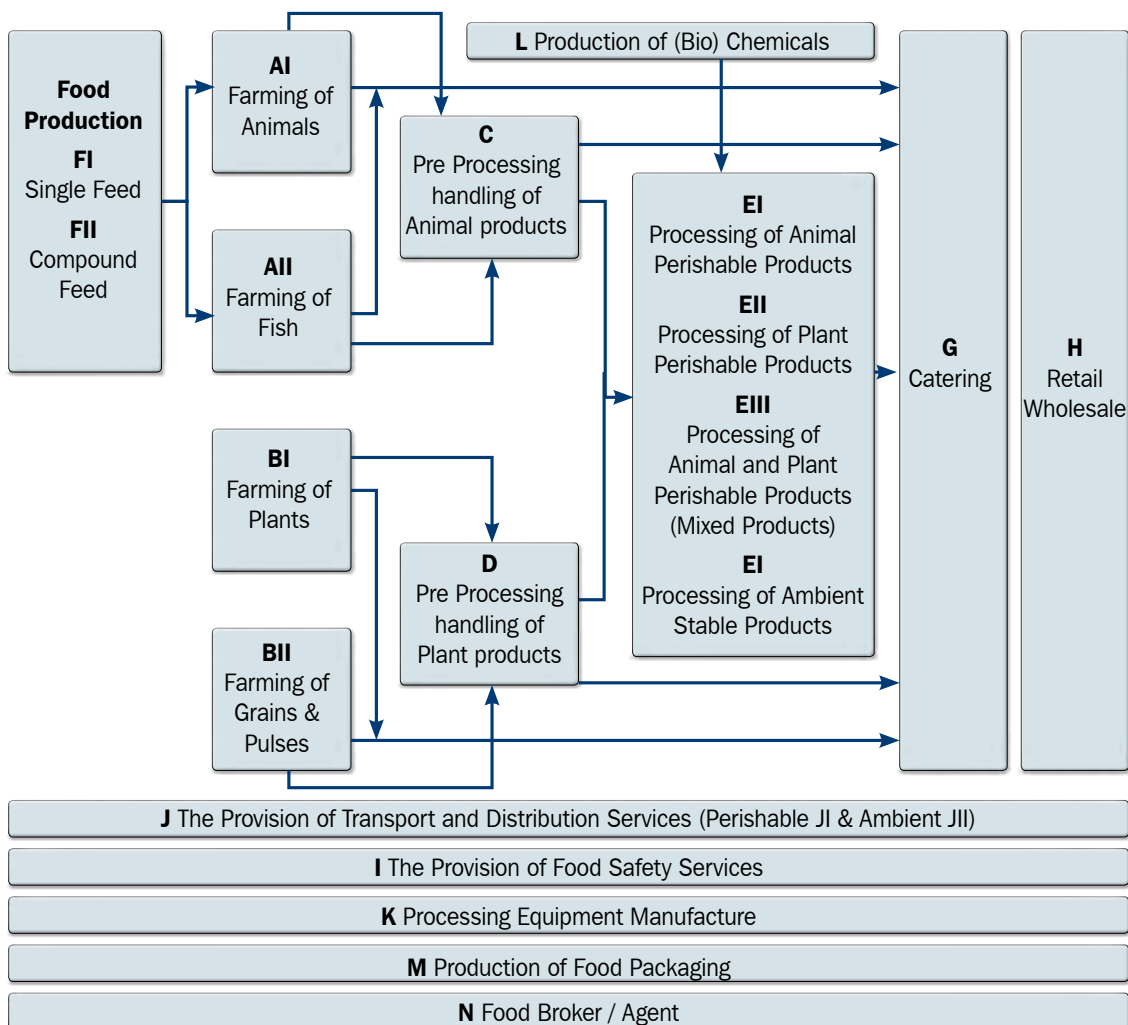 Food
Production
FI
Single Feed
FII
Compound
Feed
AI
Farming of
Animals
AII
Farming of
Fish
BI
Farming of
Plants
BII
Farming of
Grains &
Pulses
C
Pre Processing
handling of
Animal products
D
Pre Processing
handling of
Plant products
L Production of (Bio) Chemicals
EI
Processing of Animal
Perishable Products
EII
Processing of Plant
Perishable Products
EIII
Processing of
Animal and Plant
Perishable Products
(Mixed Products)
EI
Processing of Ambient
Stable Products
G
Catering
H
Retail
Wholesale
J The Provision of Transport and Distribution Services (Perishable JI & Ambient JII)
I The Provision of Food Safety Services
K Processing Equipment Manufacture
M Production of Food Packaging
N Food Broker / Agent